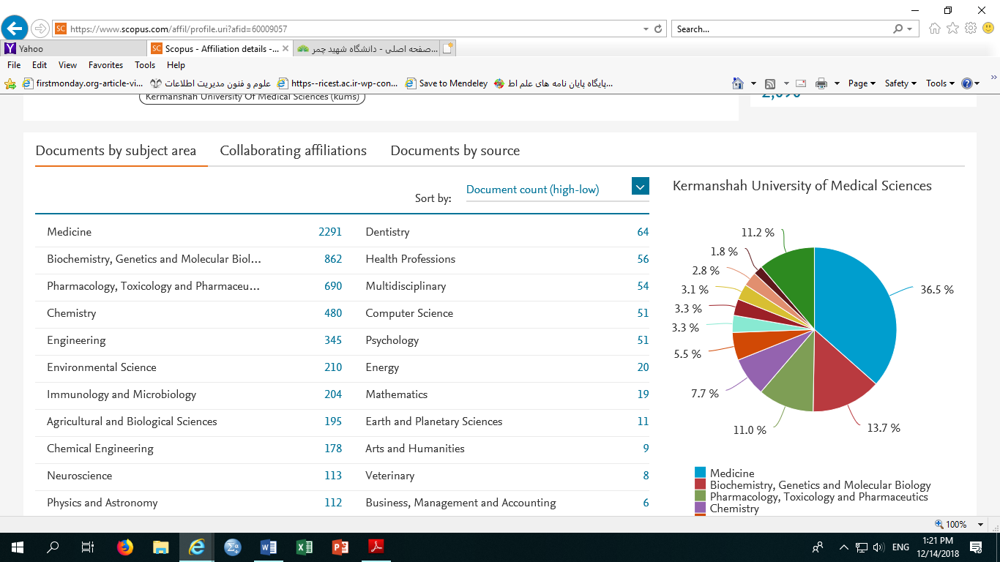 https://www.scopus.com/affil/profile.uri?afid=60009057
Search...
Yahoo
SC Scopus - Affiliation details -...
صفحه اصلی - دانشگاه شهید چمر...
File Edit View Favorites Tools Help
firstmonday.org-article-vi...
علوم و فنون مدیریت اطلاعات
https--ricest.ac.ir-wp-con...
Save to Mendeley
پایگاه پایان نامه های علم اط...
Page Safety Tools
Kermanshah University Of Medical Sciences (kums)
2,090
Documents by subject area Collaborating affiliations Documents by source
Sort by: Document count (high-low)
Medicine 2291
Biochemistry, Genetics and Molecular Biol... 862
Pharmacology, Toxicology and Pharmaceu... 690
Chemistry 480
Engineering 345
Environmental Science 210
Immunology and Microbiology 204
Agricultural and Biological Sciences 195
Chemical Engineering 178
Neuroscience 113
Physics and Astronomy 112
Dentistry 64
Health Professions 56
Multidisciplinary 54
Computer Science 51
Psychology 51
Energy 20
Mathematics 19
Earth and Planetary Sciences 11
Arts and Humanities 9
Veterinary 8
Business, Management and Accounting 6
Kermanshah University of Medical Sciences
11.2 %
1.8 %
2.8 %
3.1 %
3.3 %
3.3 %
5.5 %
7.7 %
11.0 %
13.7 %
36.5 %
Medicine
Biochemistry, Genetics and Molecular Biology
Pharmacology, Toxicology and Pharmaceutics
Chemistry
100%
ENG
1:21 PM
12/14/2018